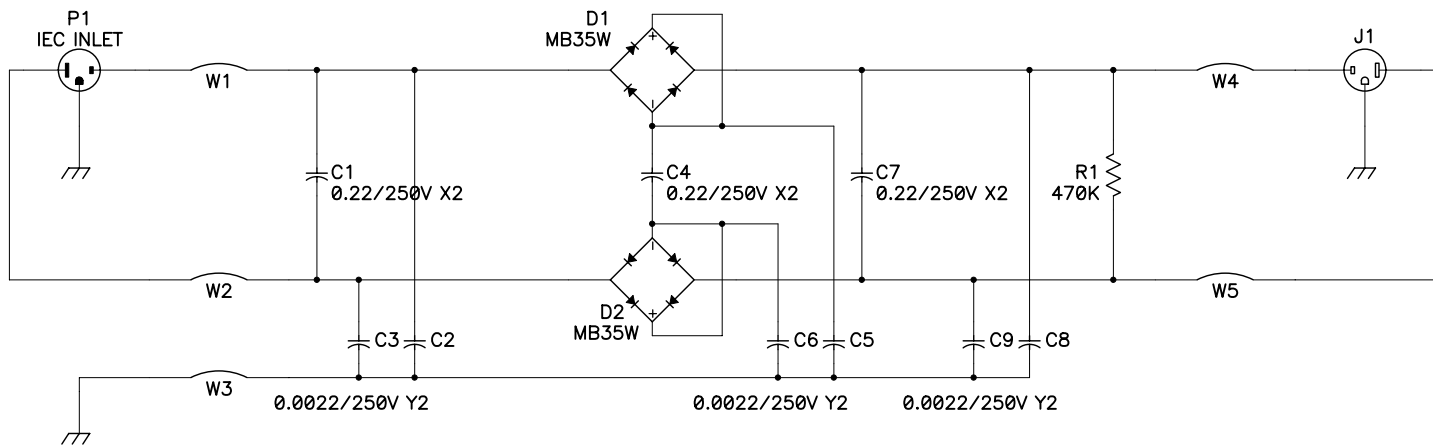 P1
IEC INLET
D1
MB35W
J1
W1
W4
C1
0.22/250V X2
C4
0.22/250V X2
C7
0.22/250V X2
R1
470K
W2
W5
D2
MB35W
C3
C2
C6
C5
C9
C8
W3
0.0022/250V Y2
0.0022/250V Y2
0.0022/250V Y2
+
−
−
+